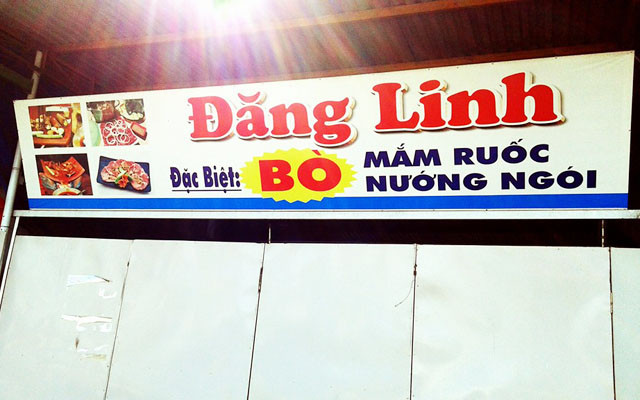 Đăng Linh
Đặc Biệt: BÒ MẮM RUỐC
NƯỚNG NGÓI